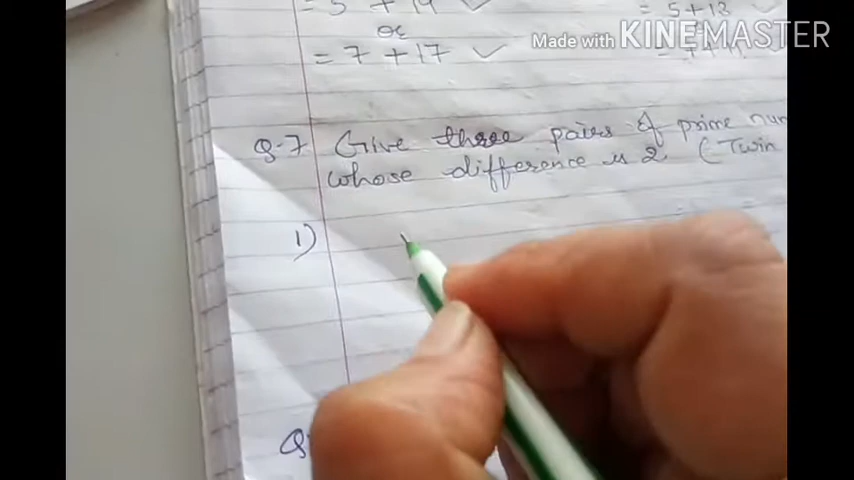 = 5 + 19 ✓
= 5 + 13 ✓
or
= 7 + 17 ✓
Made with KINEMASTER
Q.7 Give three pairs of prime num
whose difference is 2 (Twin
1)
Q